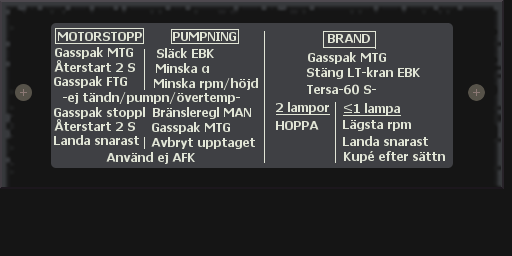 MOTORSTOPP
Gasspak MTG
Återstart 2 S
Gasspak FTG
PUMPNING
Släck EBK
Minska α
Minska rpm/höjd
-ej tändn/pumpn/övertemp-
Gasspak stoppl
Återstart 2 S
Landa snarast
Bränsleregl MAN
Gasspak MTG
Avbryt upptaget
Använd ej AFK
BRAND
Gasspak MTG
Stäng LT-kran EBK
Tersa-60 S-
2 lampor
HOPPA
≤1 lampa
Lägsta rpm
Landa snarast
Kupé efter sättn